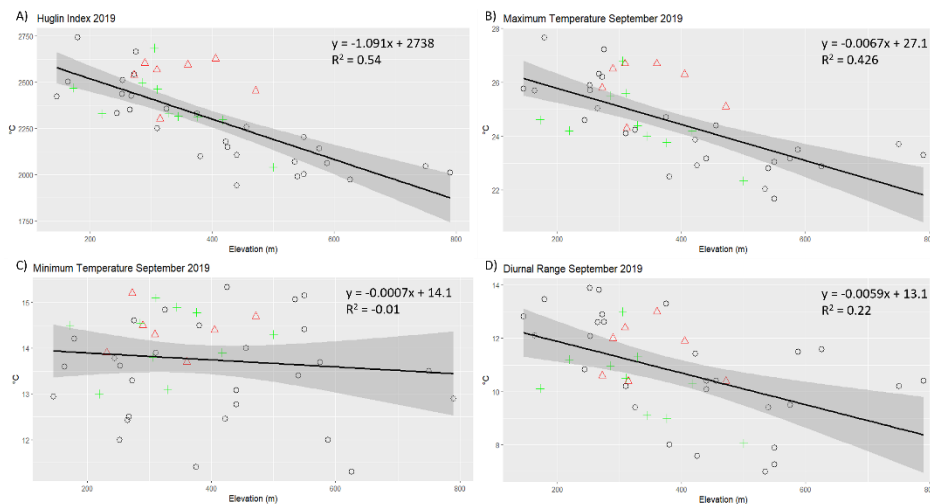 A) Huglin Index 2019
y = -1.091x + 2738
R² = 0.54
2750
2500
2250
2000
1750
°C
200
400
600
800
Elevation (m)
B) Maximum Temperature September 2019
y = -0.0067x + 27.1
R² = 0.426
28
26
24
22
°C
200
400
600
800
Elevation (m)
C) Minimum Temperature September 2019
y = -0.0007x + 14.1
R² = -0.01
15
14
13
12
°C
200
400
600
800
Elevation (m)
D) Diurnal Range September 2019
y = -0.0059x + 13.1
R² = 0.22
14
12
10
8
°C
200
400
600
800
Elevation (m)